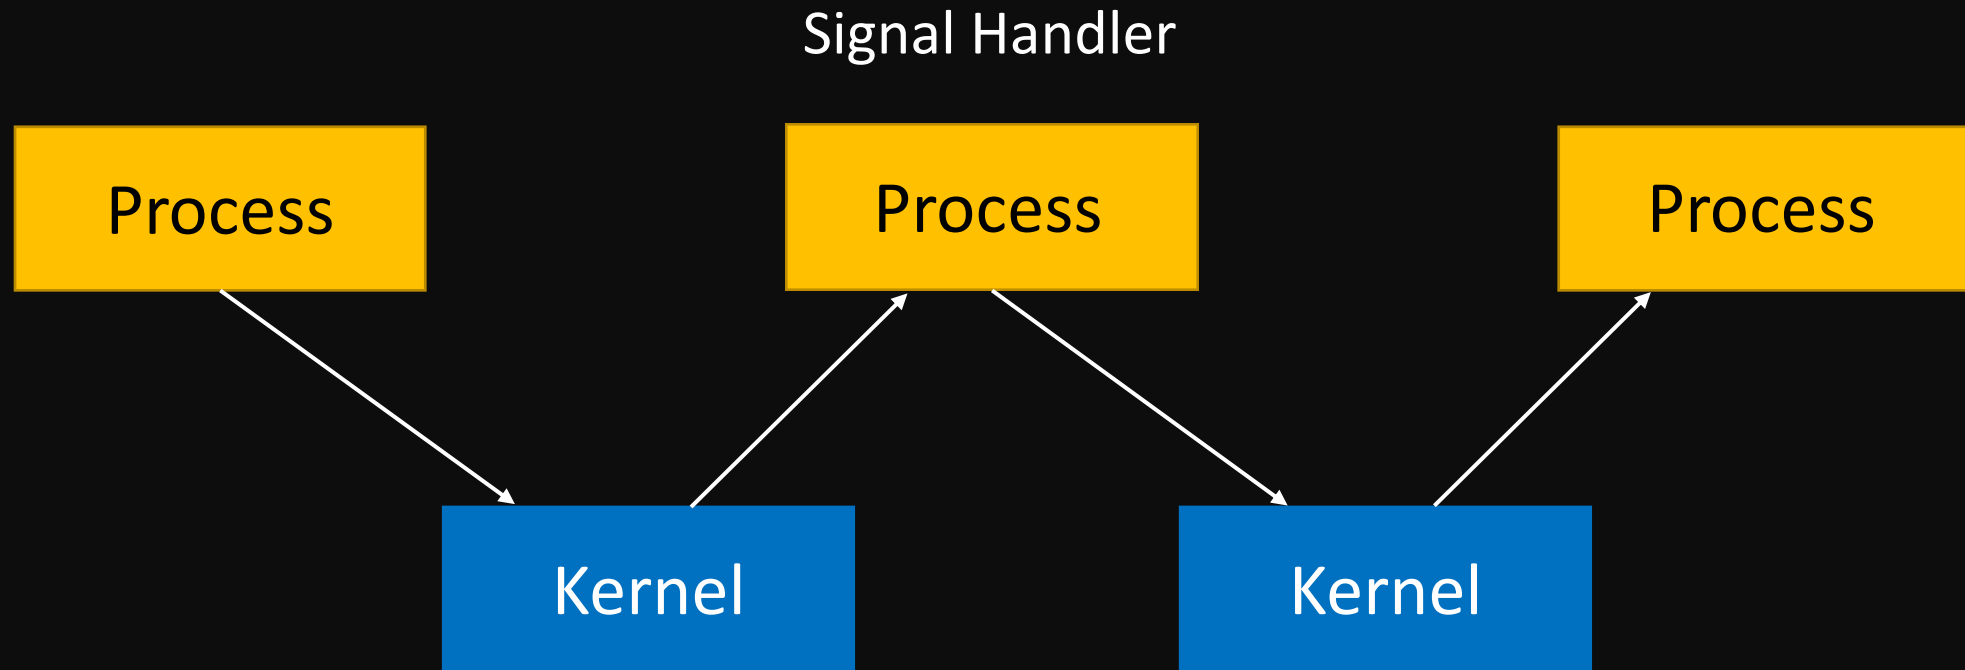 Signal Handler
Process
Process
Process
Kernel
Kernel